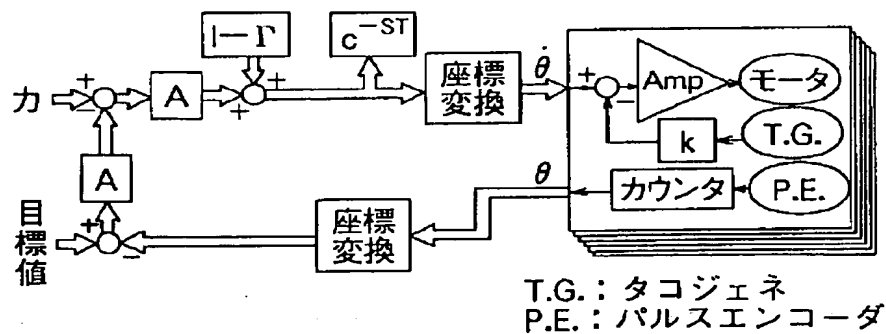 I－Γ
c−ST
力
+
−
A
+
+
座標
変換
θ̇
+
−
Amp
モータ
k
T.G.
θ
カウンタ
P.E.
A
目
標
値
+
−
座標
変換
T.G.：タコジェネ
P.E.：パルスエンコーダ